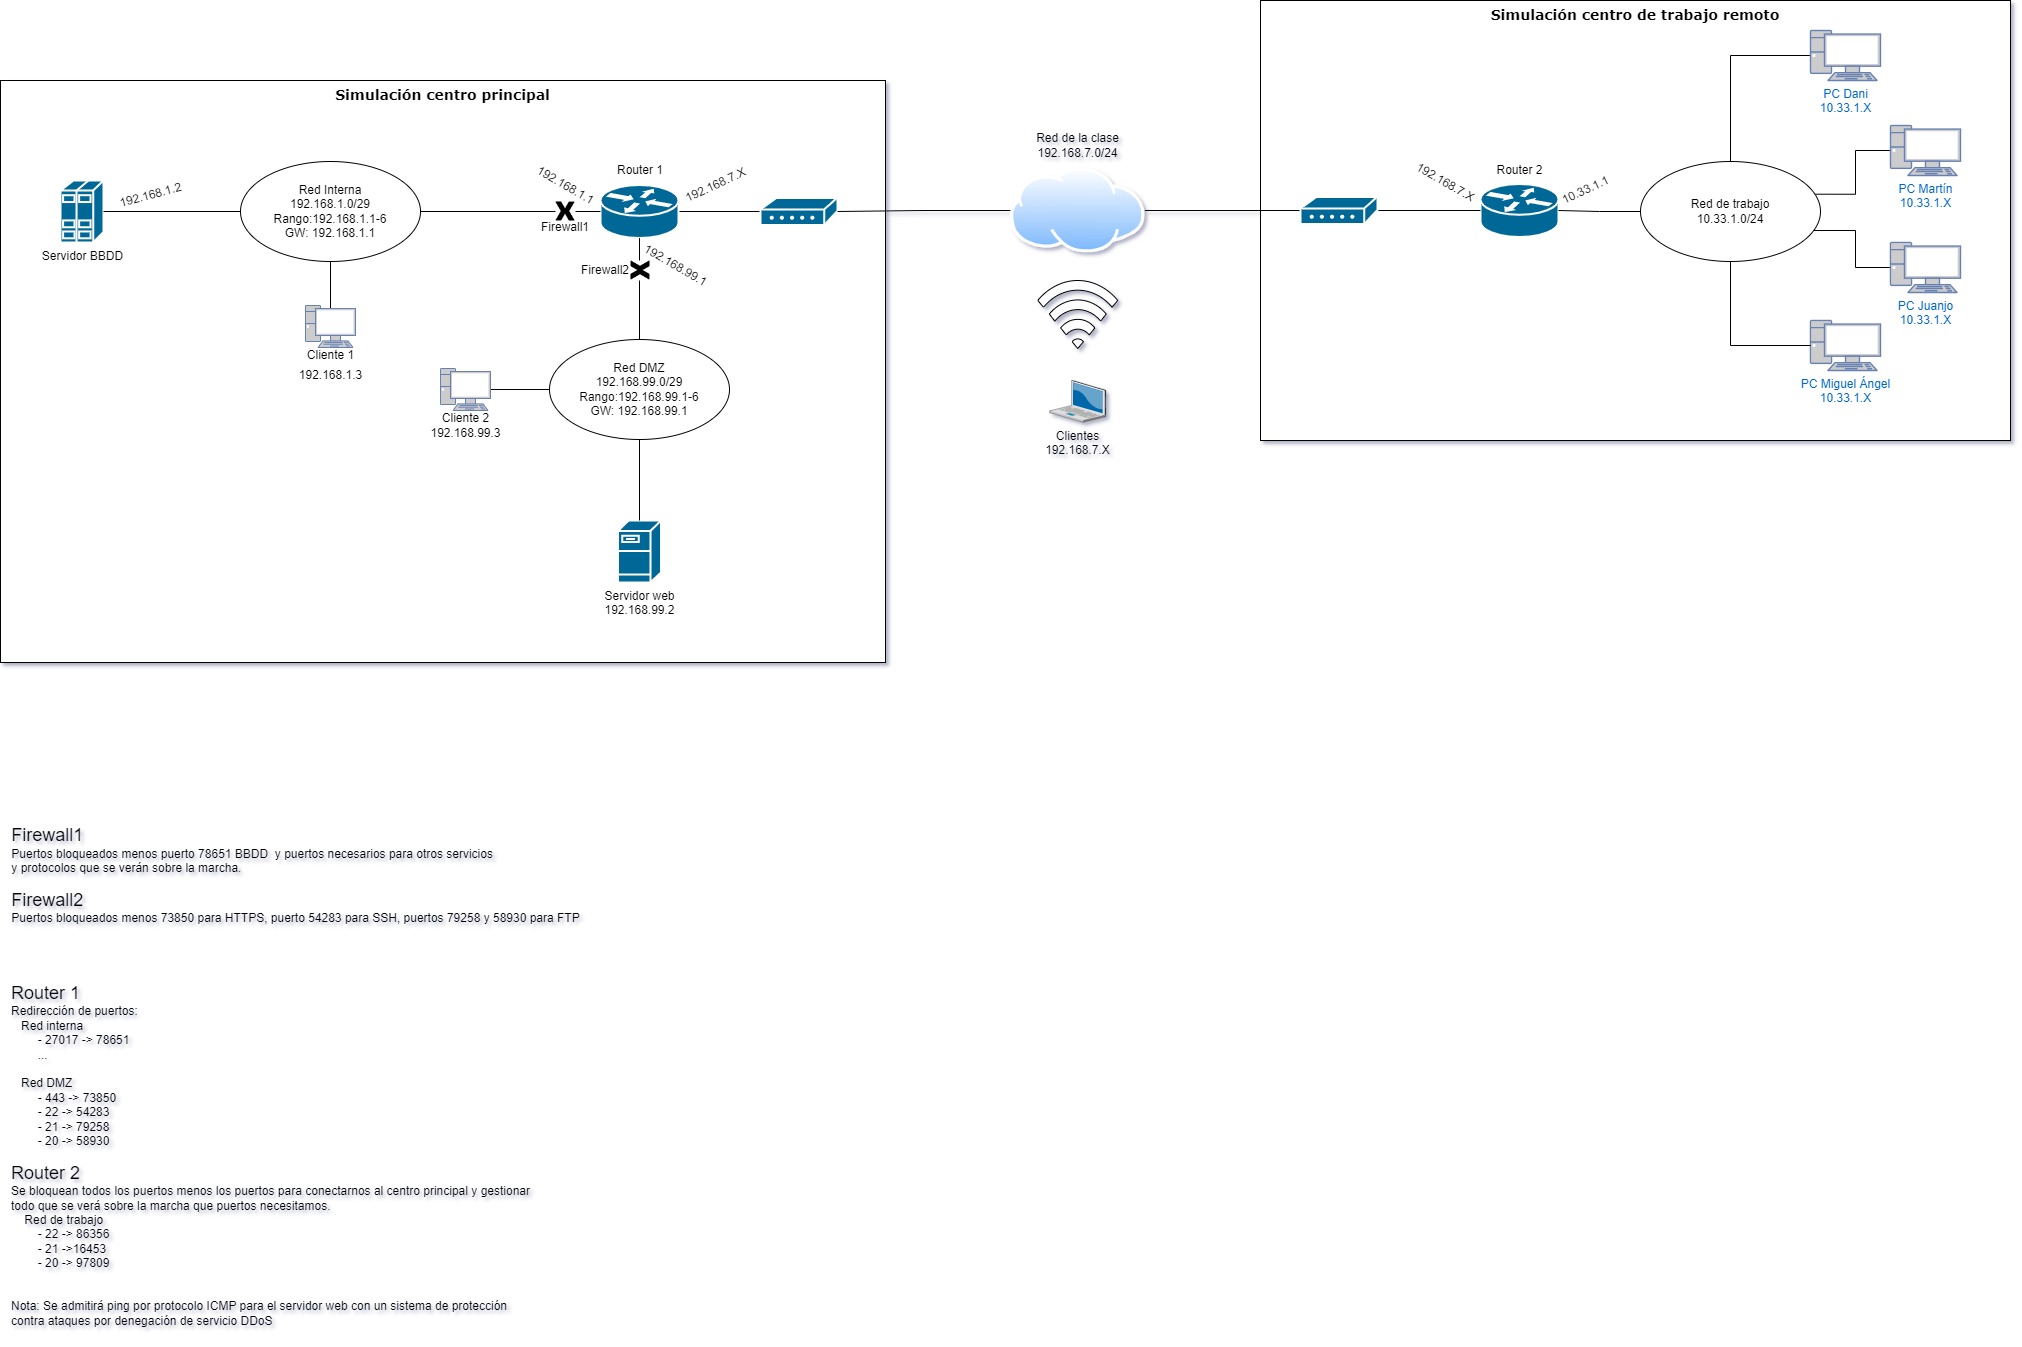 Simulación centro principal
Servidor BBDD
192.168.1.2
Red Interna
192.168.1.0/29
Rango:192.168.1.1-6
GW: 192.168.1.1
Cliente 1
192.168.1.3
192.168.1.1
Firewall1
Router 1
192.168.7.X
Firewall2
192.168.99.1
Red DMZ
192.168.99.0/29
Rango:192.168.99.1-6
GW: 192.168.99.1
Cliente 2
192.168.99.3
Servidor web
192.168.99.2
Red de la clase
192.168.7.0/24
Clientes
192.168.7.X
Simulación centro de trabajo remoto
192.168.7.X
Router 2
10.33.1.1
Red de trabajo
10.33.1.0/24
PC Dani
10.33.1.X
PC Martín
10.33.1.X
PC Juanjo
10.33.1.X
PC Miguel Ángel
10.33.1.X
Firewall1
Puertos bloqueados menos puerto 78651 BBDD  y puertos necesarios para otros servicios
y protocolos que se verán sobre la marcha.
Firewall2
Puertos bloqueados menos 73850 para HTTPS, puerto 54283 para SSH, puertos 79258 y 58930 para FTP
Router 1
Redirección de puertos:
Red interna
- 27017 -> 78651
...
Red DMZ
- 443 -> 73850
- 22 -> 54283
- 21 -> 79258
- 20 -> 58930
Router 2
Se bloquean todos los puertos menos los puertos para conectarnos al centro principal y gestionar
todo que se verá sobre la marcha que puertos necesitamos.
Red de trabajo
- 22 -> 86356
- 21 ->16453
- 20 -> 97809
Nota: Se admitirá ping por protocolo ICMP para el servidor web con un sistema de protección
contra ataques por denegación de servicio DDoS